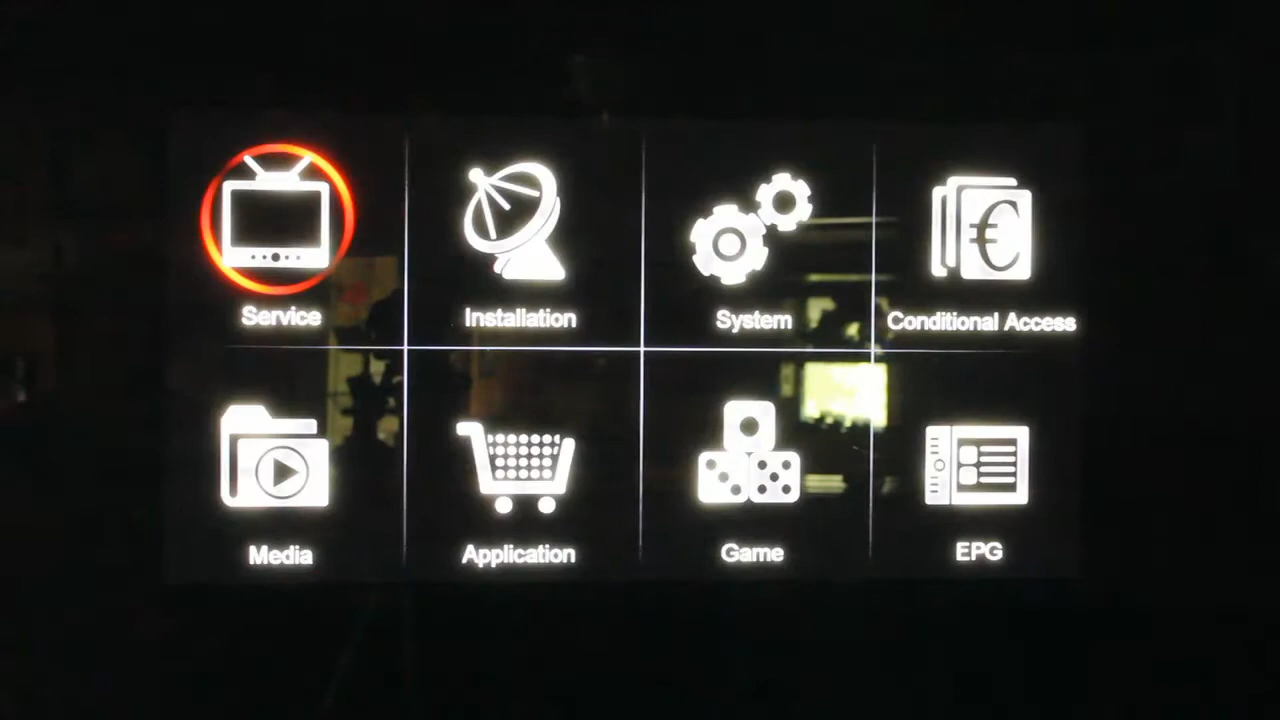 Service
Installation
System
Conditional Access
Media
Application
Game
EPG